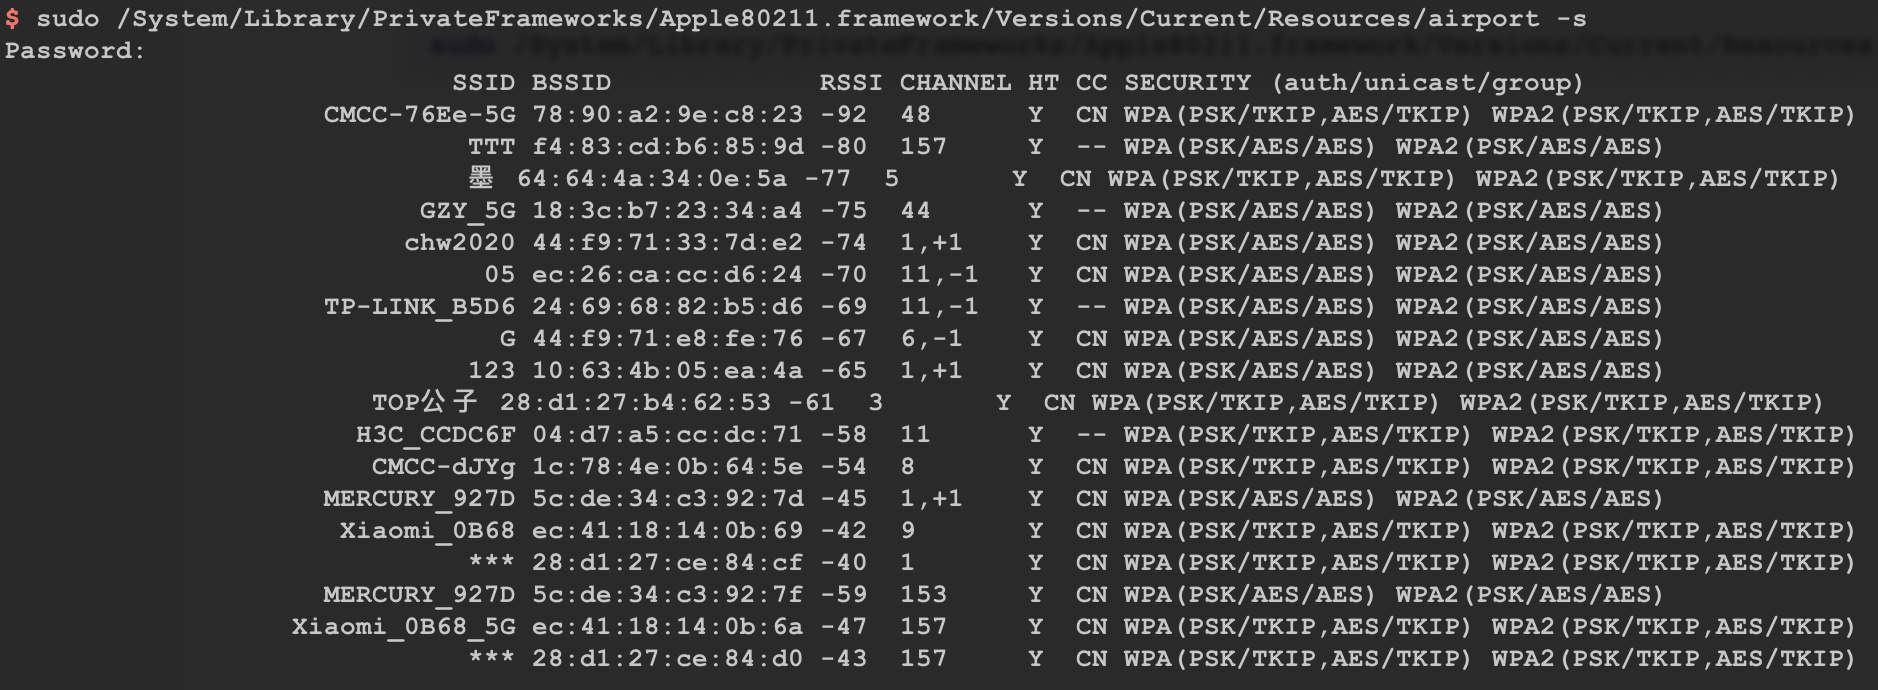 $ sudo /System/Library/PrivateFrameworks/Apple80211.framework/Versions/Current/Resources/airport -s
Password:
SSID BSSID RSSI CHANNEL HT CC SECURITY (auth/unicast/group)
CMCC-76Ee-5G 78:90:a2:9e:c8:23 -92 48 Y CN WPA(PSK/TKIP,AES/TKIP) WPA2(PSK/TKIP,AES/TKIP)
TTT f4:83:cd:b6:85:9d -80 157 Y -- WPA(PSK/AES/AES) WPA2(PSK/AES/AES)
墨 64:64:4a:34:0e:5a -77 5 Y CN WPA(PSK/TKIP,AES/TKIP) WPA2(PSK/TKIP,AES/TKIP)
GZY_5G 18:3c:b7:23:34:a4 -75 44 Y -- WPA(PSK/AES/AES) WPA2(PSK/AES/AES)
chw2020 44:f9:71:33:7d:e2 -74 1,+1 Y CN WPA(PSK/AES/AES) WPA2(PSK/AES/AES)
05 ec:26:ca:cc:d6:24 -70 11,-1 Y CN WPA(PSK/AES/AES) WPA2(PSK/AES/AES)
TP-LINK_B5D6 24:69:68:82:b5:d6 -69 11,-1 Y -- WPA(PSK/AES/AES) WPA2(PSK/AES/AES)
G 44:f9:71:e8:fe:76 -67 6,-1 Y CN WPA(PSK/AES/AES) WPA2(PSK/AES/AES)
123 10:63:4b:05:ea:4a -65 1,+1 Y CN WPA(PSK/AES/AES) WPA2(PSK/AES/AES)
TOP公子 28:d1:27:b4:62:53 -61 3 Y CN WPA(PSK/TKIP,AES/TKIP) WPA2(PSK/TKIP,AES/TKIP)
H3C_CCDC6F 04:d7:a5:cc:dc:71 -58 11 Y -- WPA(PSK/TKIP,AES/TKIP) WPA2(PSK/TKIP,AES/TKIP)
CMCC-dJYg 1c:78:4e:0b:64:5e -54 8 Y CN WPA(PSK/TKIP,AES/TKIP) WPA2(PSK/TKIP,AES/TKIP)
MERCURY_927D 5c:de:34:c3:92:7d -45 1,+1 Y CN WPA(PSK/AES/AES) WPA2(PSK/AES/AES)
Xiaomi_0B68 ec:41:18:14:0b:69 -42 9 Y CN WPA(PSK/TKIP,AES/TKIP) WPA2(PSK/TKIP,AES/TKIP)
*** 28:d1:27:ce:84:cf -40 1 Y CN WPA(PSK/TKIP,AES/TKIP) WPA2(PSK/TKIP,AES/TKIP)
MERCURY_927D 5c:de:34:c3:92:7f -59 153 Y CN WPA(PSK/AES/AES) WPA2(PSK/AES/AES)
Xiaomi_0B68_5G ec:41:18:14:0b:6a -47 157 Y CN WPA(PSK/TKIP,AES/TKIP) WPA2(PSK/TKIP,AES/TKIP)
*** 28:d1:27:ce:84:d0 -43 157 Y CN WPA(PSK/TKIP,AES/TKIP) WPA2(PSK/TKIP,AES/TKIP)